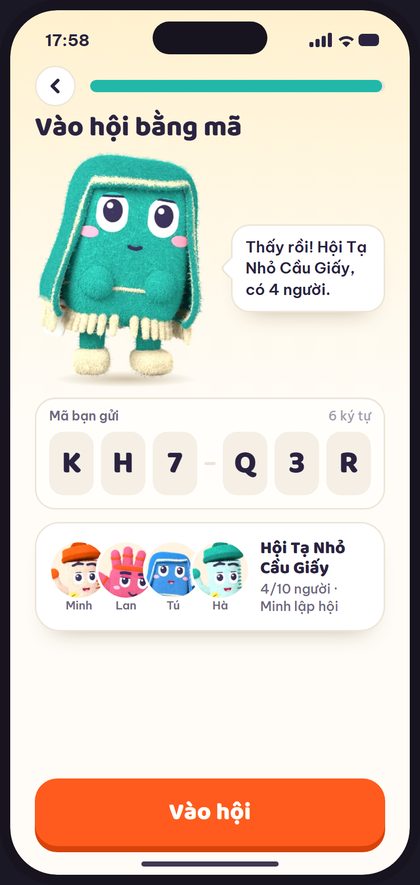 17:58
Vào hội bằng mã
Thấy rồi! Hội Tạ
Nhỏ Cầu Giấy,
có 4 người.
Mã bạn gửi
6 ký tự
K H 7 - Q 3 R
Minh
Lan
Tú
Hà
Hội Tạ Nhỏ
Cầu Giấy
4/10 người ·
Minh lập hội
Vào hội